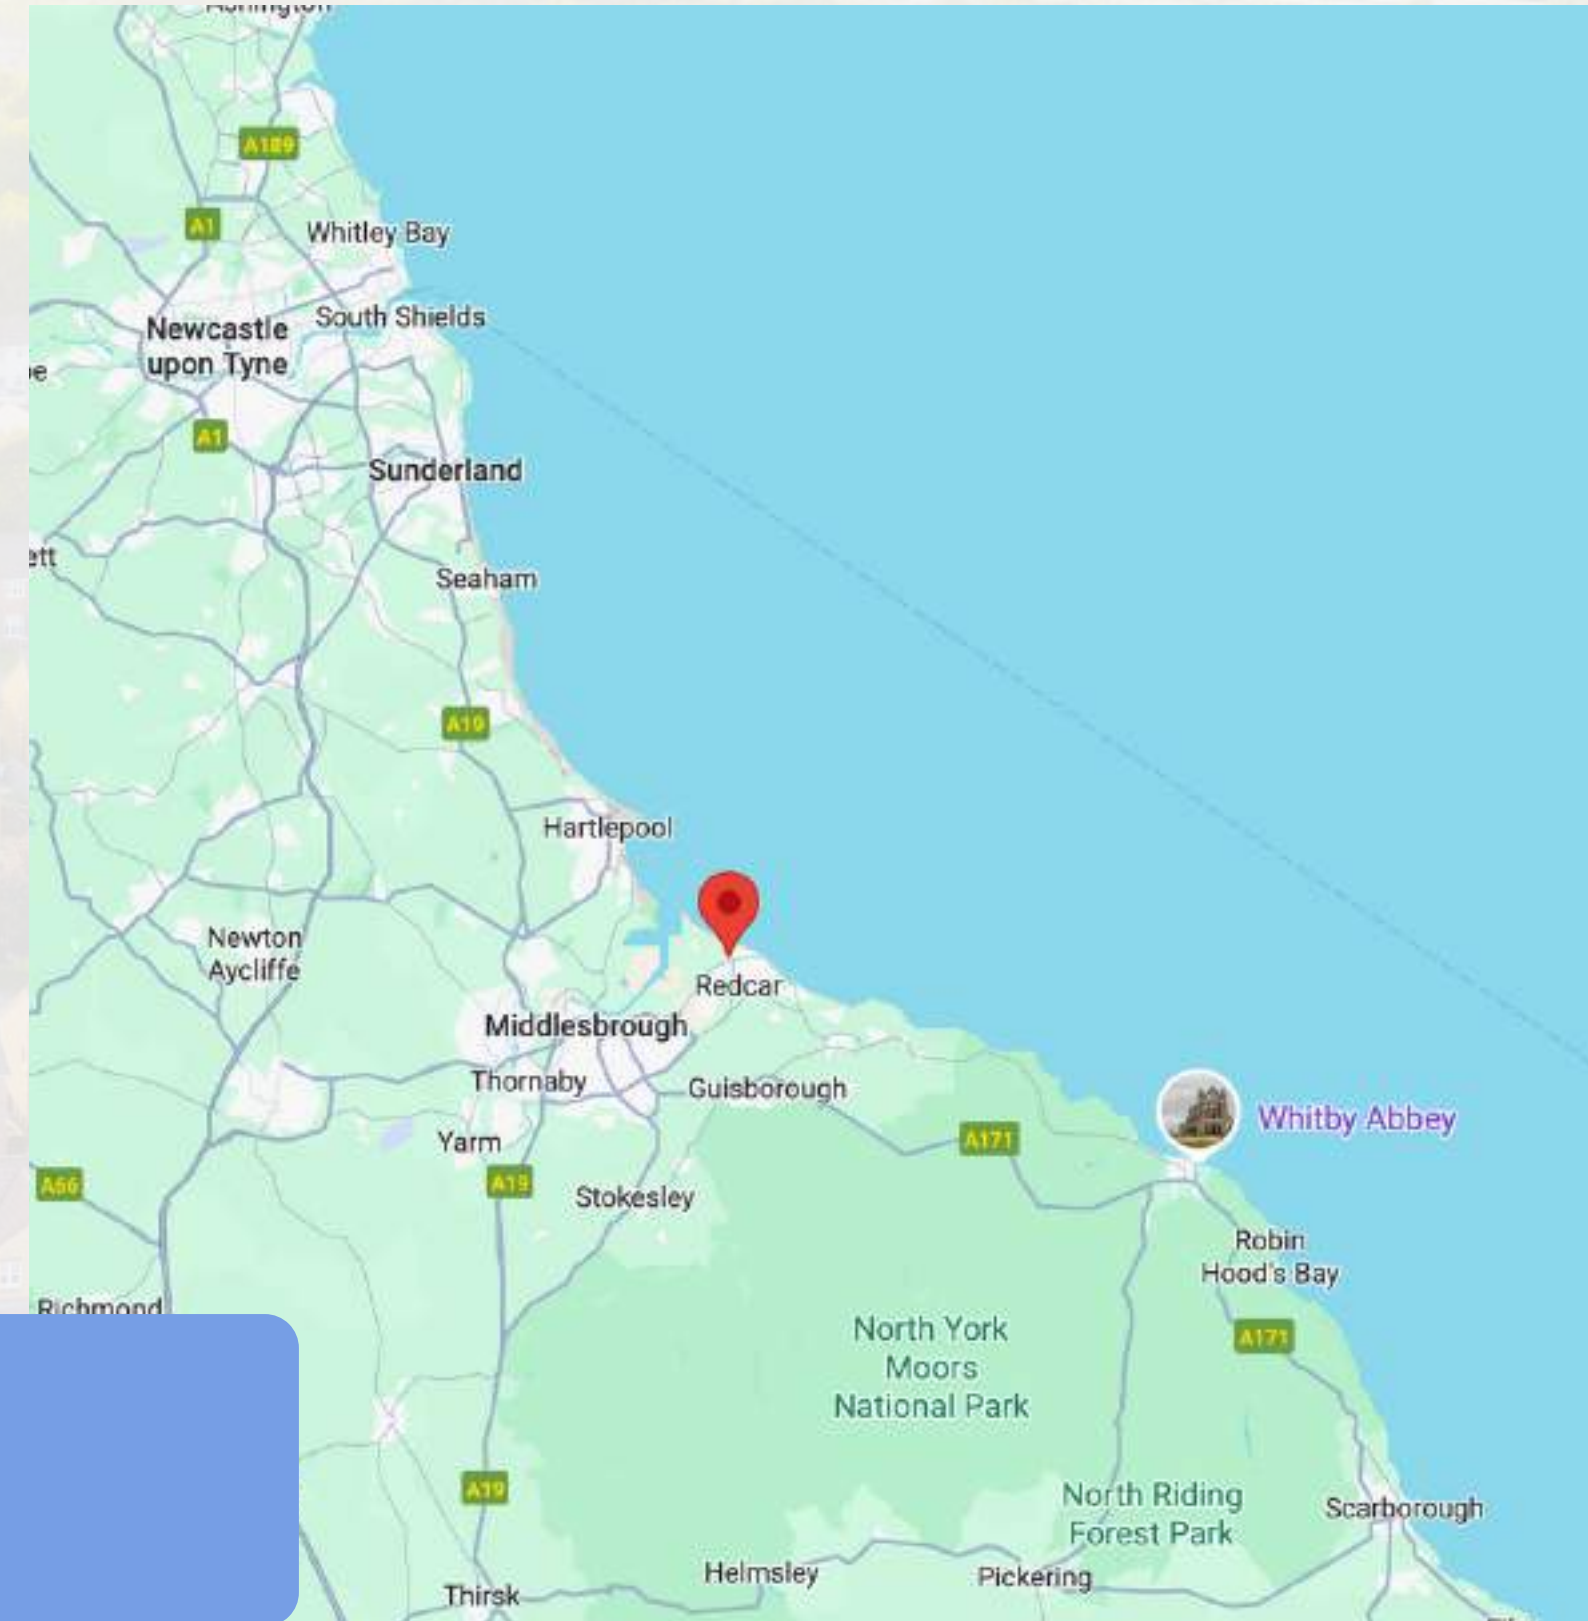 Ashington
A189
A1
Whitley Bay
South Shields
Newcastle
upon Tyne
A1
Sunderland
ett
Seaham
A19
Hartlepool
Newton
Aycliffe
Redcar
Middlesbrough
Thornaby
Guisborough
Whitby Abbey
A171
Yarm
A66
A19
Stokesley
Robin
Hood's Bay
Richmond
North York
Moors
National Park
A171
A19
North Riding
Forest Park
Scarborough
Helmsley
Pickering
Thirsk